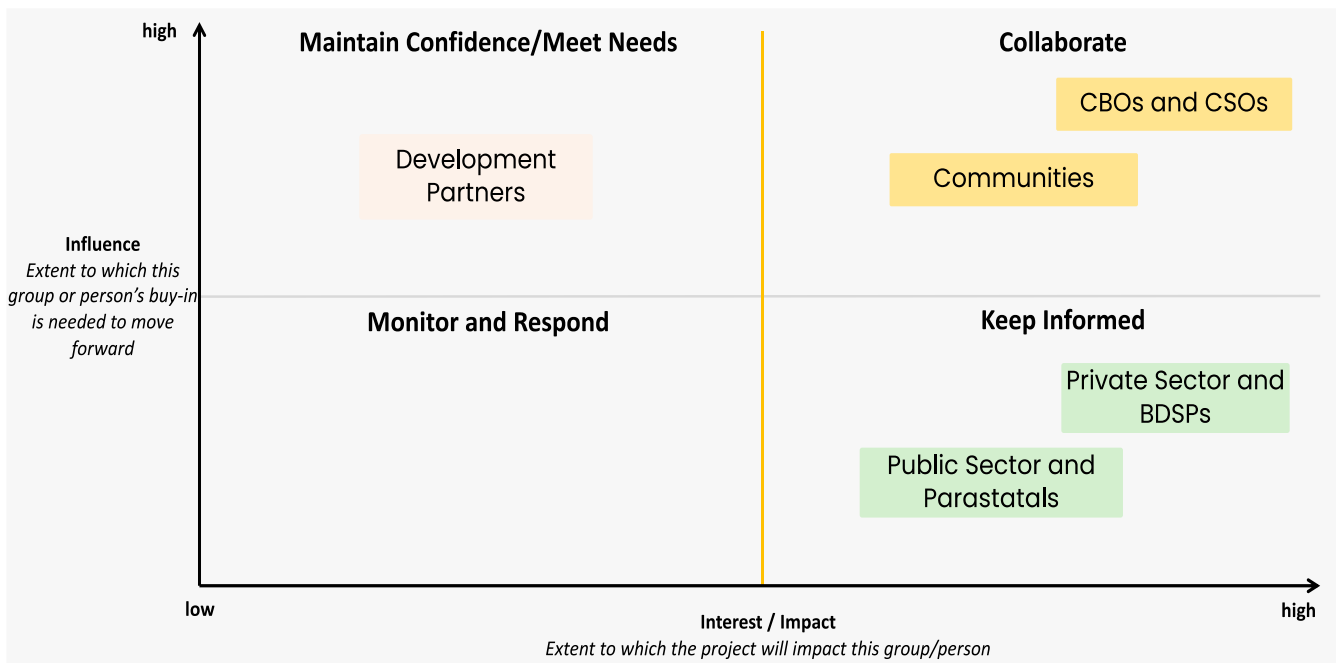 high
Maintain Confidence/Meet Needs
Collaborate
CBOs and CSOs
Development
Partners
Communities
Influence
Extent to which this
group or person’s buy-in
is needed to move
forward
Monitor and Respond
Keep Informed
Private Sector and
BDSPs
Public Sector and
Parastatals
low
high
Interest / Impact
Extent to which the project will impact this group/person